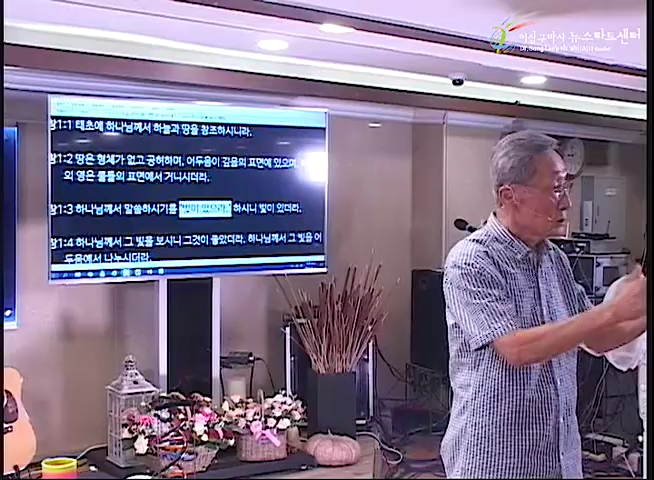 이상구박사 뉴스타트센터
창1:1 태초에 하나님께서 하늘과 땅을 창조하시니라.
창1:2 땅은 형체가 없고 공허하며, 어두움이 깊음의 표면에 있으며
의 영은 물들의 표면에서 거니시더라.
창1:3 하나님께서 말씀하시기를 "빛이 있으라." 하시니 빛이 있더라.
창1:4 하나님께서 그 빛을 보시니 그것이 좋았더라. 하나님께서 그 빛을 어
두움에서 나누시더라.